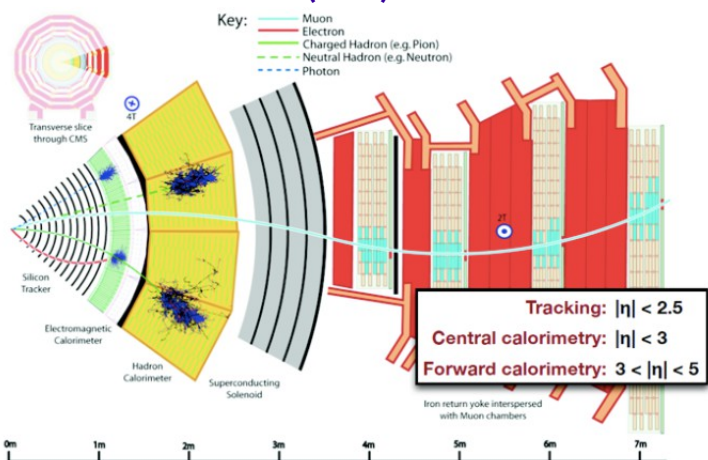 Key:
Muon
Electron
Charged Hadron (e.g. Pion)
Neutral Hadron (e.g. Neutron)
Photon
Transverse slice
through CMS
4T
2T
Silicon
Tracker
Electromagnetic
Calorimeter
Hadron
Calorimeter
Superconducting
Solenoid
Tracking: |η| < 2.5
Central calorimetry: |η| < 3
Forward calorimetry: 3 < |η| < 5
Iron return yoke interspersed
with Muon chambers
0m 1m 2m 3m 4m 5m 6m 7m